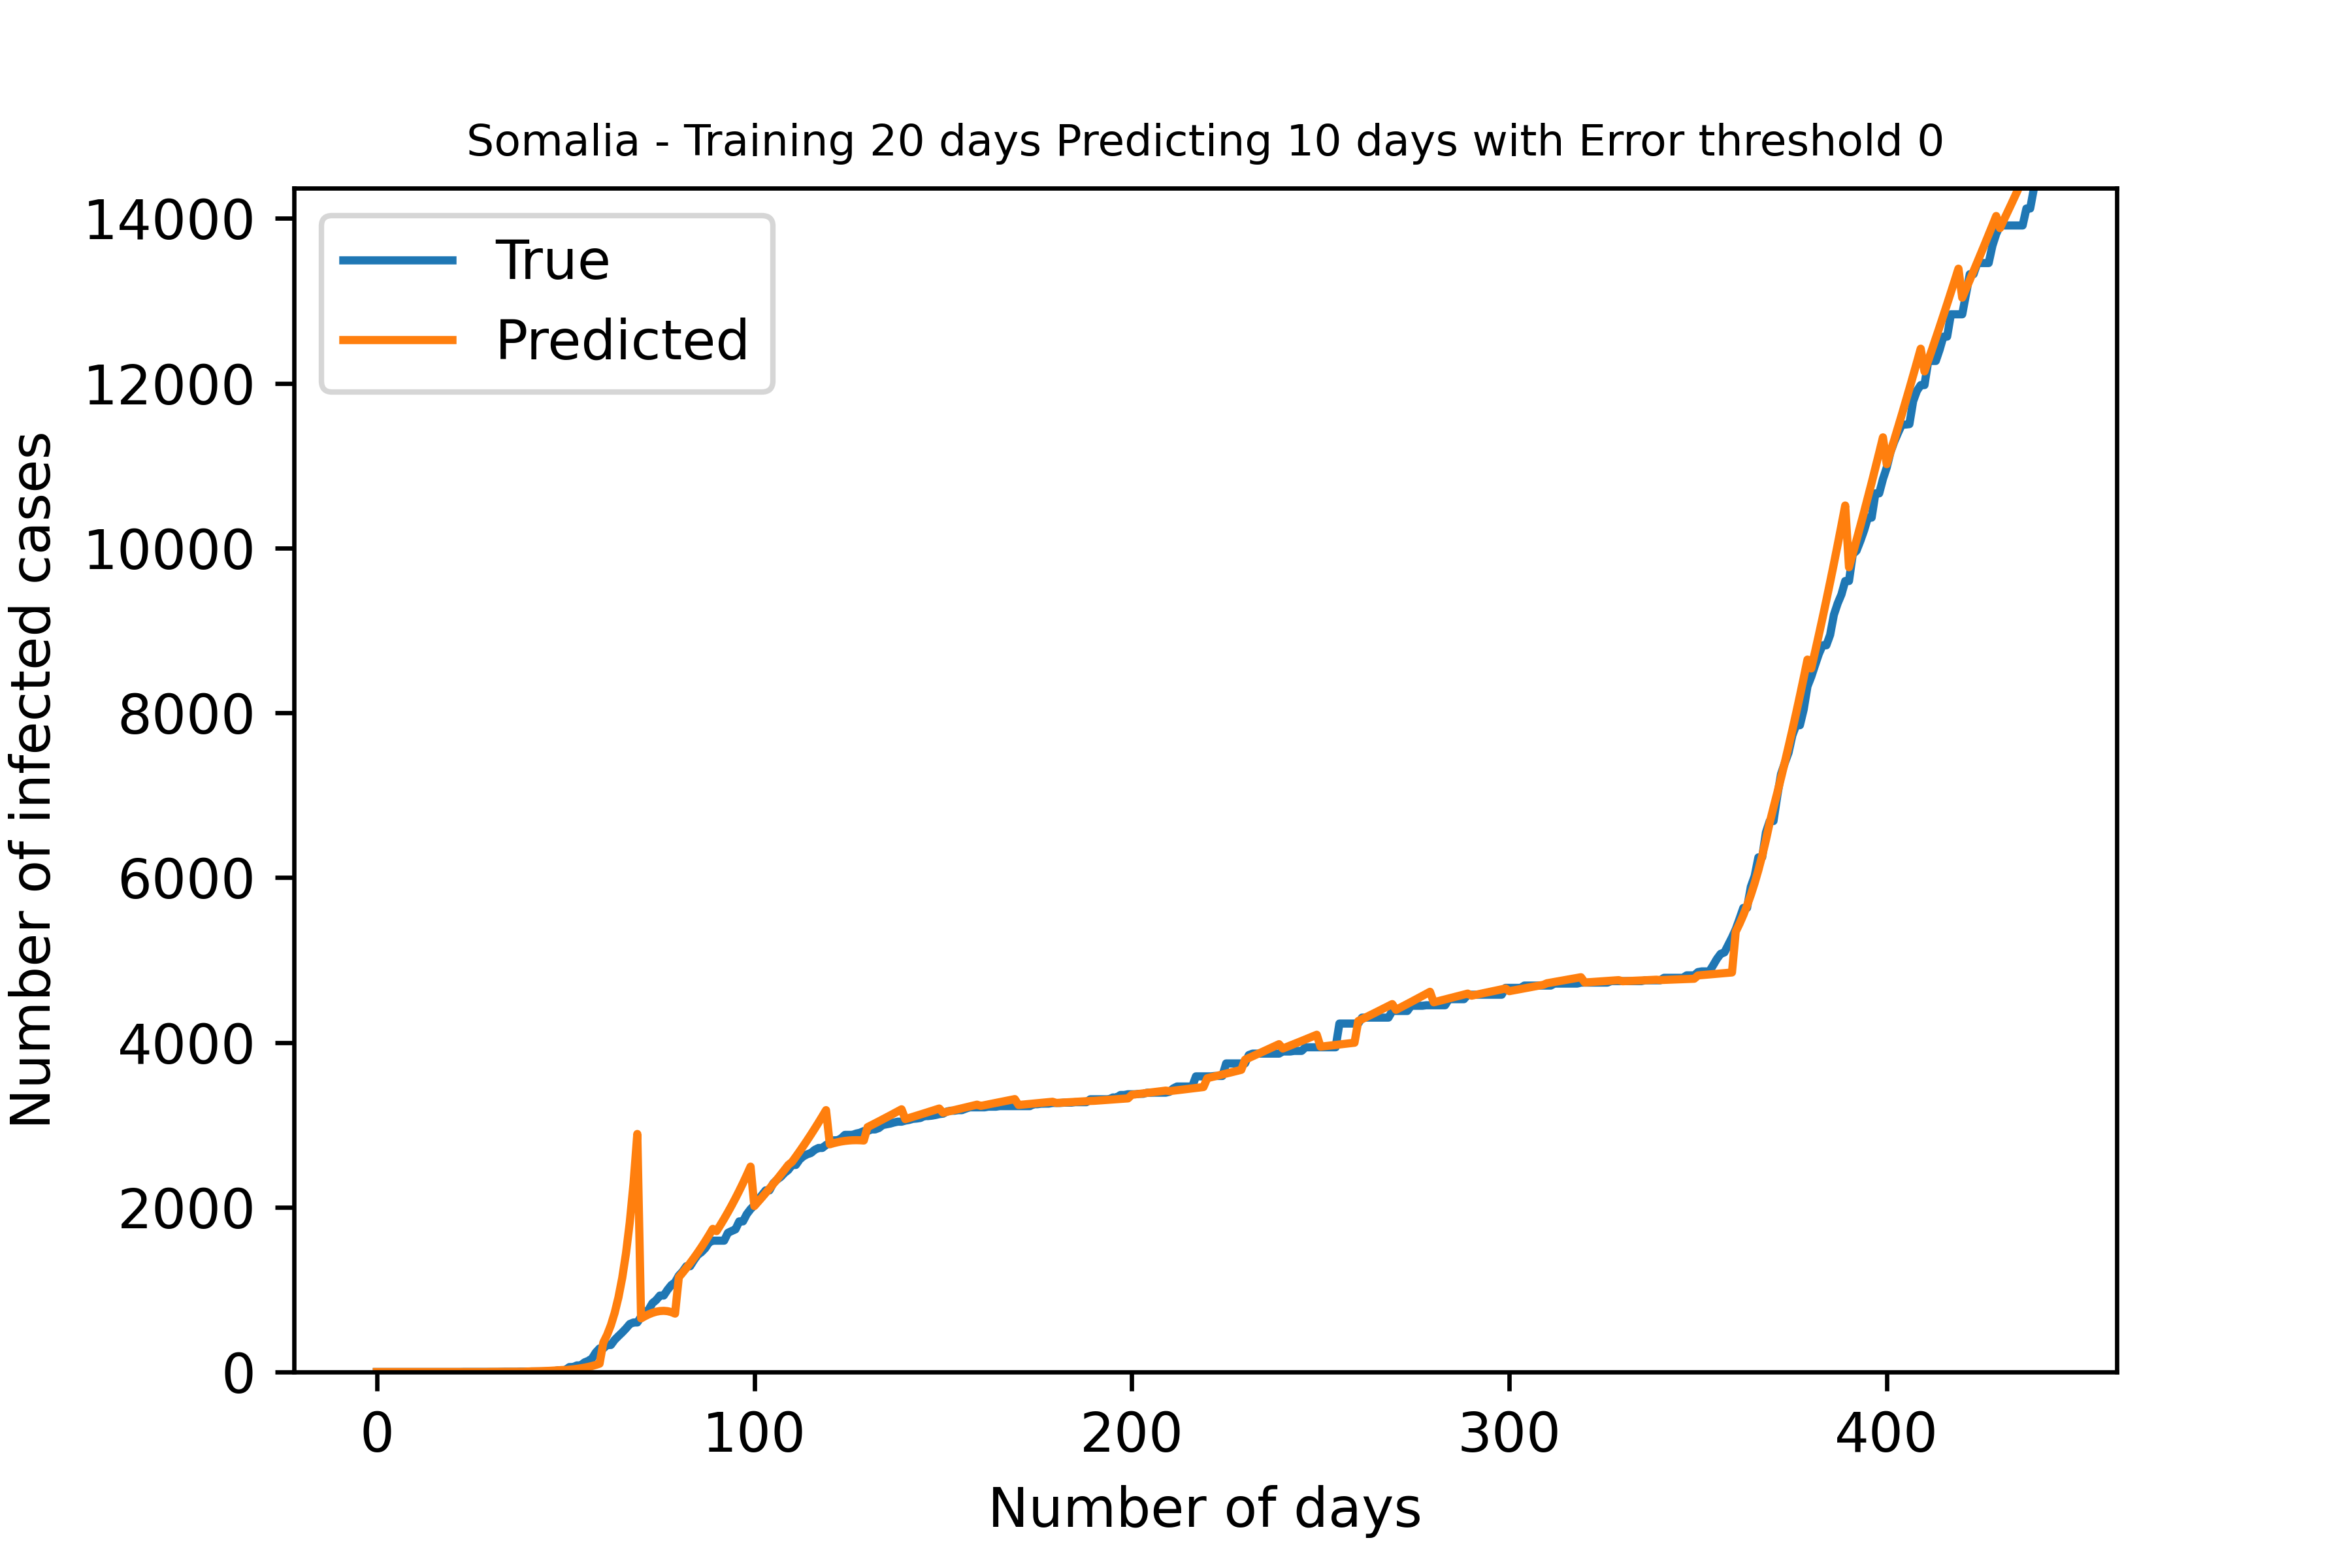 Somalia - Training 20 days Predicting 10 days with Error threshold 0
True
Predicted
14000
12000
10000
8000
6000
4000
2000
0
Number of infected cases
0 100 200 300 400
Number of days